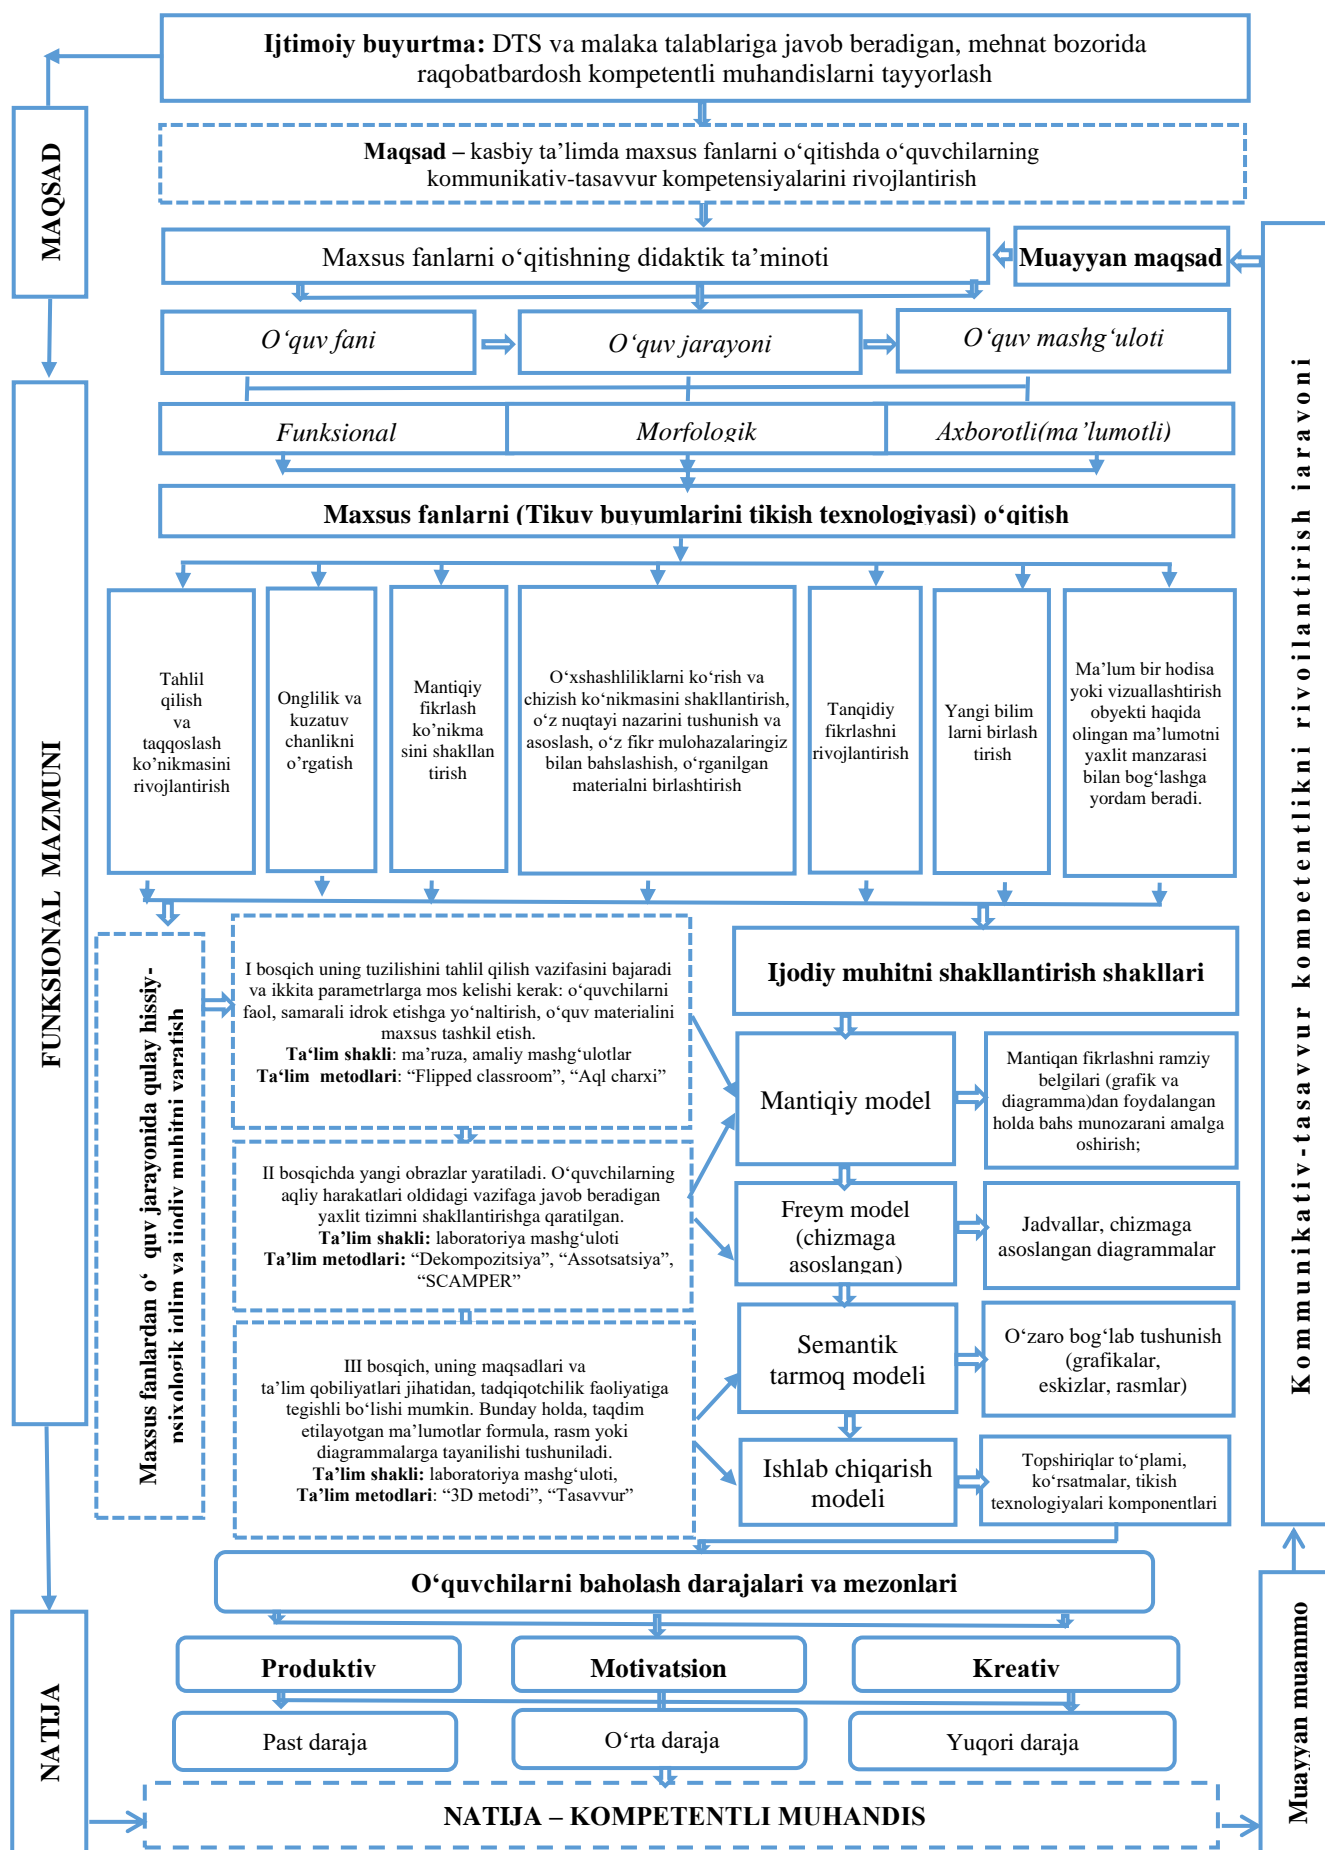 Ijtimoiy buyurtma: DTS va malaka talablariga javob beradigan, mehnat bozorida
raqobatbardosh kompetentli muhandislarni tayyorlash
MAQSAD
Maqsad – kasbiy ta’limda maxsus fanlarni o‘qitishda o‘quvchilarning
kommunikativ-tasavvur kompetensiyalarini rivojlantirish
Maxsus fanlarni o‘qitishning didaktik ta’minoti
Muayyan maqsad
O‘quv fani
O‘quv jarayoni
O‘quv mashg‘uloti
Funksional
Morfologik
Axborotli(ma’lumotli)
Maxsus fanlarni (Tikuv buyumlarini tikish texnologiyasi) o‘qitish
FUNKSIONAL MAZMUNI
Tahlil
qilish
va
taqqoslash
ko’nikmasini
rivojlantirish
Onglilik va
kuzatuv
chanlikni
o’rgatish
Mantiqiy
fikrlash
ko’nikma
sini shakllan
tirish
O‘xshashliliklarni ko‘rish va
chizish ko‘nikmasini shakllantirish,
o‘z nuqtayi nazarini tushunish va
asoslash, o‘z fikr mulohazalaringiz
bilan bahslashish, o‘rganilgan
materialni birlashtirish
Tanqidiy
fikrlashni
rivojlantirish
Yangi bilim
larni birlash
tirish
Ma’lum bir hodisa
yoki vizuallashtirish
obyekti haqida
olingan ma’lumotni
yaxlit manzarasi
bilan bog‘lashga
yordam beradi.
Maxsus fanlardan o‘ quv jarayonida qulay hissiy-
psixologik iqlim va ijodiy muhitni yaratish
I bosqich uning tuzilishini tahlil qilish vazifasini bajaradi
va ikkita parametrlarga mos kelishi kerak: o‘quvchilarni
faol, samarali idrok etishga yo‘naltirish, o‘quv materialini
maxsus tashkil etish.
Ta‘lim shakli: ma’ruza, amaliy mashg‘ulotlar
Ta‘lim metodlari: “Flipped classroom”, “Aql charxi”
II bosqichda yangi obrazlar yaratiladi. O‘quvchilarning
aqliy harakatlari oldidagi vazifaga javob beradigan
yaxlit tizimni shakllantirishga qaratilgan.
Ta’lim shakli: laboratoriya mashg‘uloti
Ta’lim metodlari: “Dekompozitsiya”, “Assotsatsiya”,
“SCAMPER”
III bosqich, uning maqsadlari va
ta’lim qobiliyatlari jihatidan, tadqiqotchilik faoliyatiga
tegishli bo‘lishi mumkin. Bunday holda, taqdim
etilayotgan ma’lumotlar formula, rasm yoki
diagrammalarga tayanilishi tushuniladi.
Ta’lim shakli: laboratoriya mashg‘uloti,
Ta’lim metodlari: “3D metodi”, “Tasavvur”
Ijodiy muhitni shakllantirish shakllari
Mantiqiy model
Mantiqan fikrlashni ramziy
belgilari (grafik va
diagramma)dan foydalangan
holda bahs munozarani amalga
oshirish;
Freym model
(chizmaga
asoslangan)
Jadvallar, chizmaga
asoslangan diagrammalar
Semantik
tarmoq modeli
O‘zaro bog‘lab tushunish
(grafikalar,
eskizlar, rasmlar)
Ishlab chiqarish
modeli
Topshiriqlar to‘plami,
ko‘rsatmalar, tikish
texnologiyalari komponentlari
Kommunikativ-tasavvur kompetentlikni rivojlantirish jarayoni
NATIJA
O‘quvchilarni baholash darajalari va mezonlari
Produktiv
Motivatsion
Kreativ
Past daraja
O‘rta daraja
Yuqori daraja
NATIJA – KOMPETENTLI MUHANDIS
Muayyan muammo